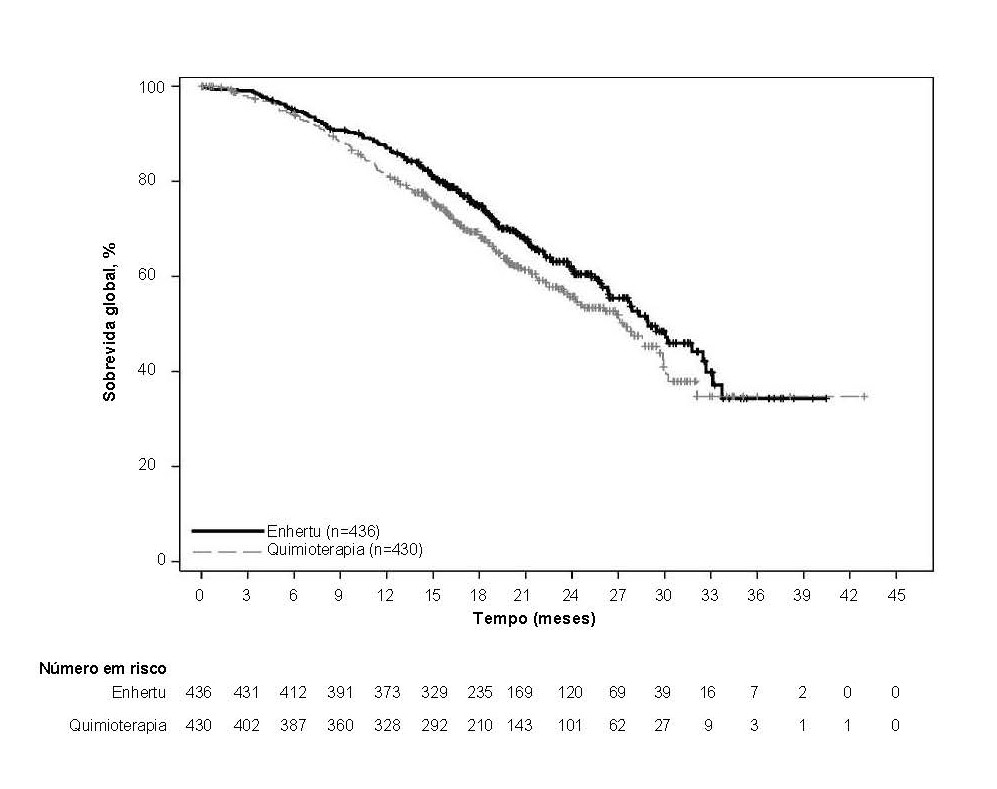 100
80
60
40
20
0
Sobrevida global, %
Enhertu (n=436)
Quimioterapia (n=430)
0 3 6 9 12 15 18 21 24 27 30 33 36 39 42 45
Tempo (meses)
Número em risco
Enhertu 436 431 412 391 373 329 235 169 120 69 39 16 7 2 0 0
Quimioterapia 430 402 387 360 328 292 210 143 101 62 27 9 3 1 1 0